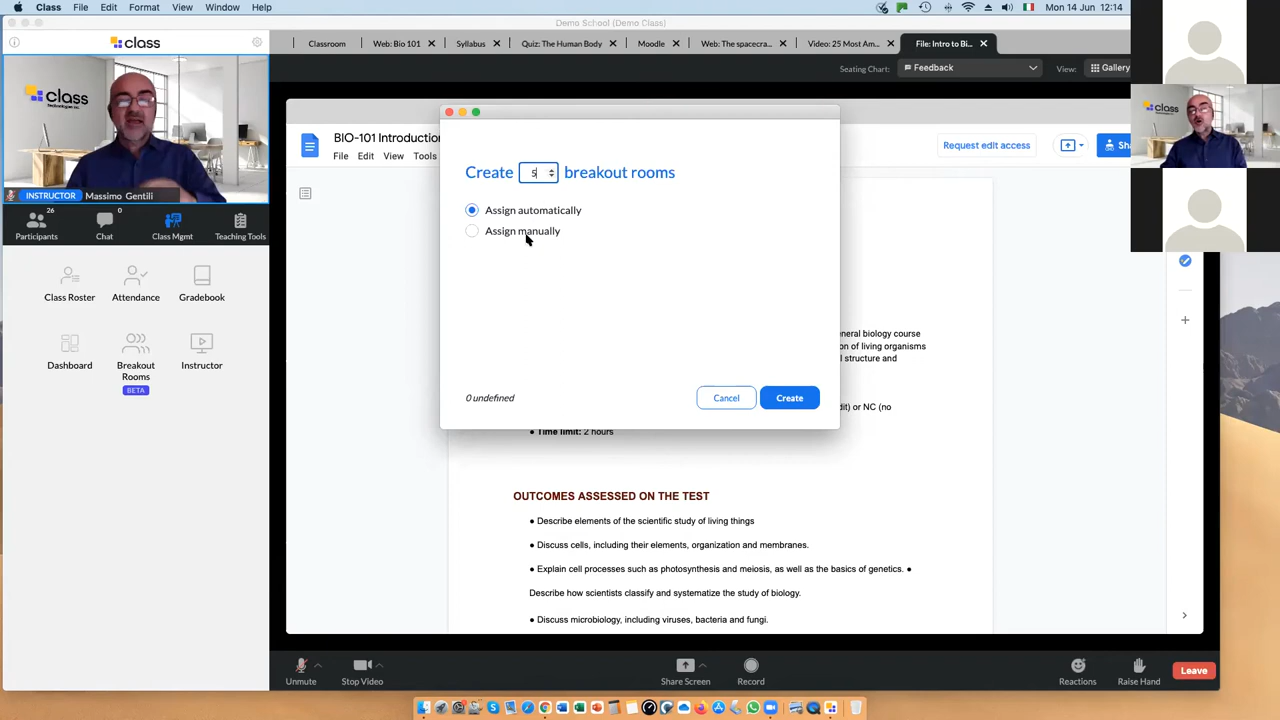 File Edit Format View Window Help
Mon 14 Jun 12:14
Demo School (Demo Class)
class
Classroom
Web: Bio 101
Syllabus
Quiz: The Human Body
Moodle
Web: The spacecra...
Video: 25 Most Am...
File: Intro to Bi...
Seating Chart:
Feedback
View:
Gallery
class
Technologies Inc.
INSTRUCTOR
Massimo Gentili
26
Participants
0
Chat
Class Mgmt
Teaching Tools
Class Roster
Attendance
Gradebook
Dashboard
Breakout
Rooms
BETA
Instructor
BIO-101 Introduction
File Edit View Tools
Request edit access
Sha
class
Create 5 breakout rooms
Assign automatically
Assign manually
0 undefined
Cancel
Create
eneral biology course
on of living organisms
l structure and
dit) or NC (no
● Time limit: 2 hours
OUTCOMES ASSESSED ON THE TEST
● Describe elements of the scientific study of living things
● Discuss cells, including their elements, organization and membranes.
● Explain cell processes such as photosynthesis and meiosis, as well as the basics of genetics. ●
Describe how scientists classify and systematize the study of biology.
● Discuss microbiology, including viruses, bacteria and fungi.
Unmute
Stop Video
Share Screen
Record
Reactions
Raise Hand
Leave